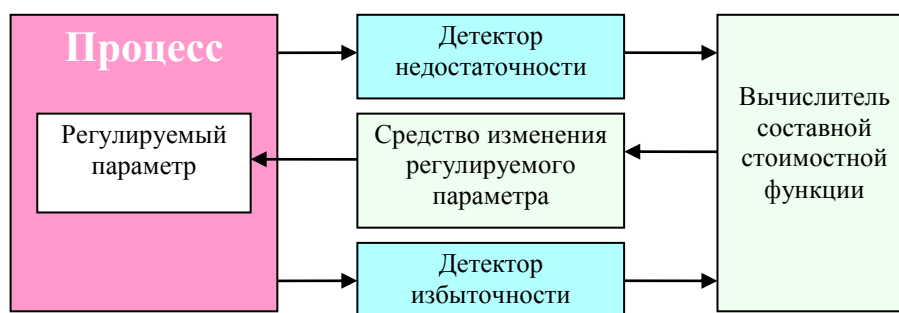 Процесс
Детектор
недостаточности
Вычислитель
составной
стоимостной
функции
Регулируемый
параметр
Средство изменения
регулируемого
параметра
Детектор
избыточности